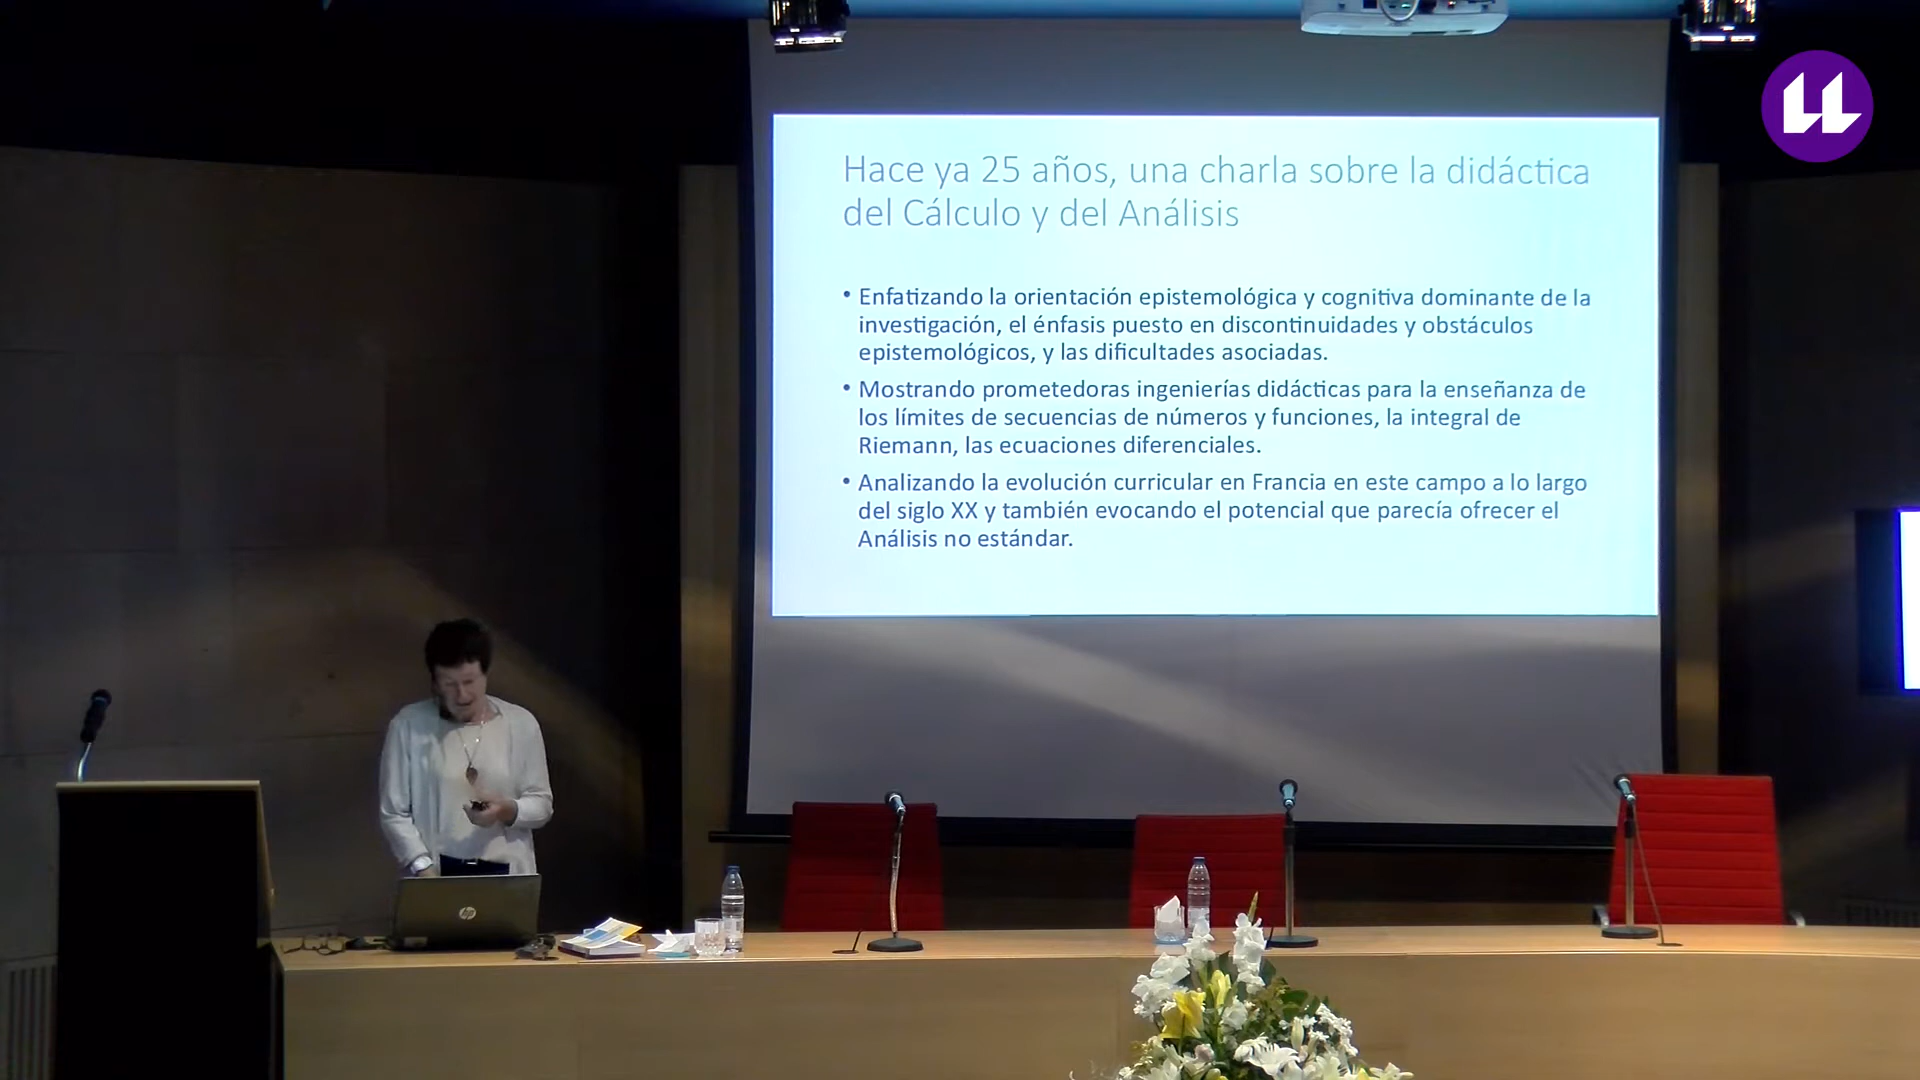 Hace ya 25 años, una charla sobre la didáctica
del Cálculo y del Análisis
• Enfatizando la orientación epistemológica y cognitiva dominante de la
investigación, el énfasis puesto en discontinuidades y obstáculos
epistemológicos, y las dificultades asociadas.
• Mostrando prometedoras ingenierías didácticas para la enseñanza de
los límites de secuencias de números y funciones, la integral de
Riemann, las ecuaciones diferenciales.
• Analizando la evolución curricular en Francia en este campo a lo largo
del siglo XX y también evocando el potencial que parecía ofrecer el
Análisis no estándar.
hp